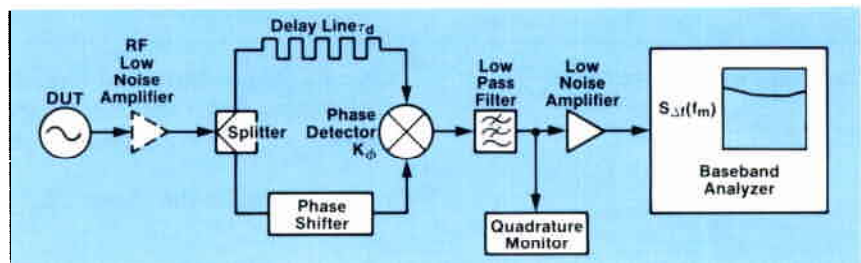 Delay Line τd
RF
Low
Noise
Amplifier
DUT
Splitter
Phase
Detector
Kϕ
Phase
Shifter
Low
Pass
Filter
Low
Noise
Amplifier
Quadrature
Monitor
SΔf(fm)
Baseband
Analyzer